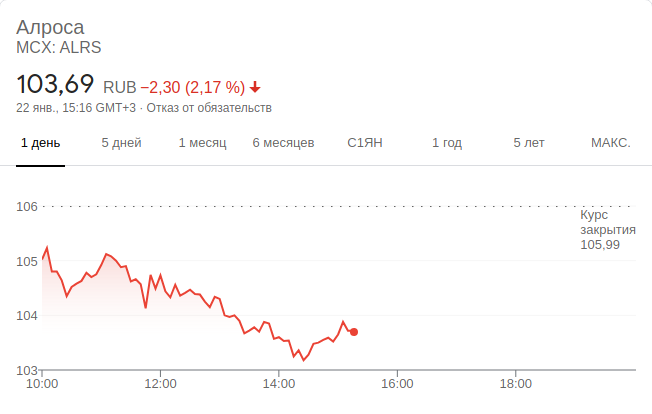 Алроса
MCX: ALRS
103,69 RUB −2,30 (2,17 %)
22 янв., 15:16 GMT+3 · Отказ от обязательств
1 день 5 дней 1 месяц 6 месяцев С1ЯН 1 год 5 лет МАКС.
106
Курс
закрытия
105,99
105
104
103
10:00 12:00 14:00 16:00 18:00